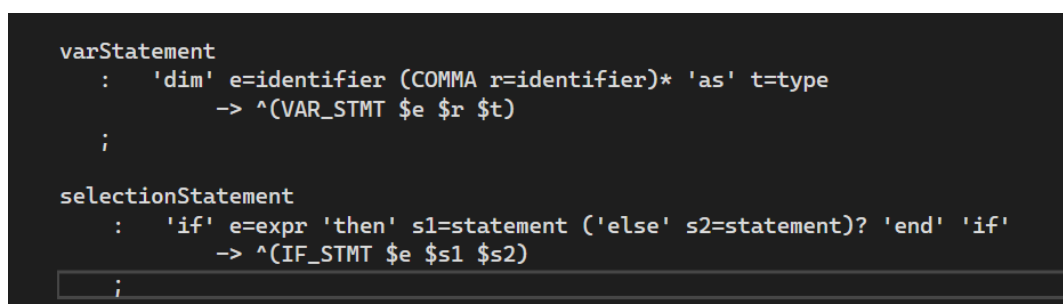 varStatement
: 'dim' e=identifier (COMMA r=identifier)* 'as' t=type
-> ^(VAR_STMT $e $r $t)
;
selectionStatement
: 'if' e=expr 'then' s1=statement ('else' s2=statement)? 'end' 'if'
-> ^(IF_STMT $e $s1 $s2)
;